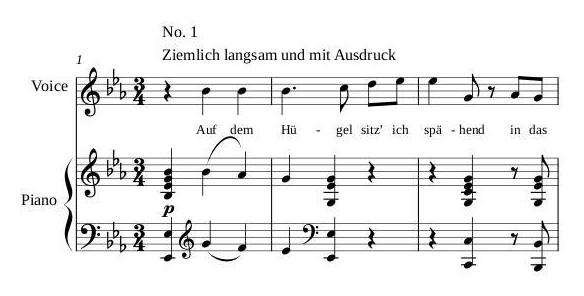 No. 1
Ziemlich langsam und mit Ausdruck
1
Voice
Auf dem Hü - gel sitz' ich spä - hend in das
Piano
p